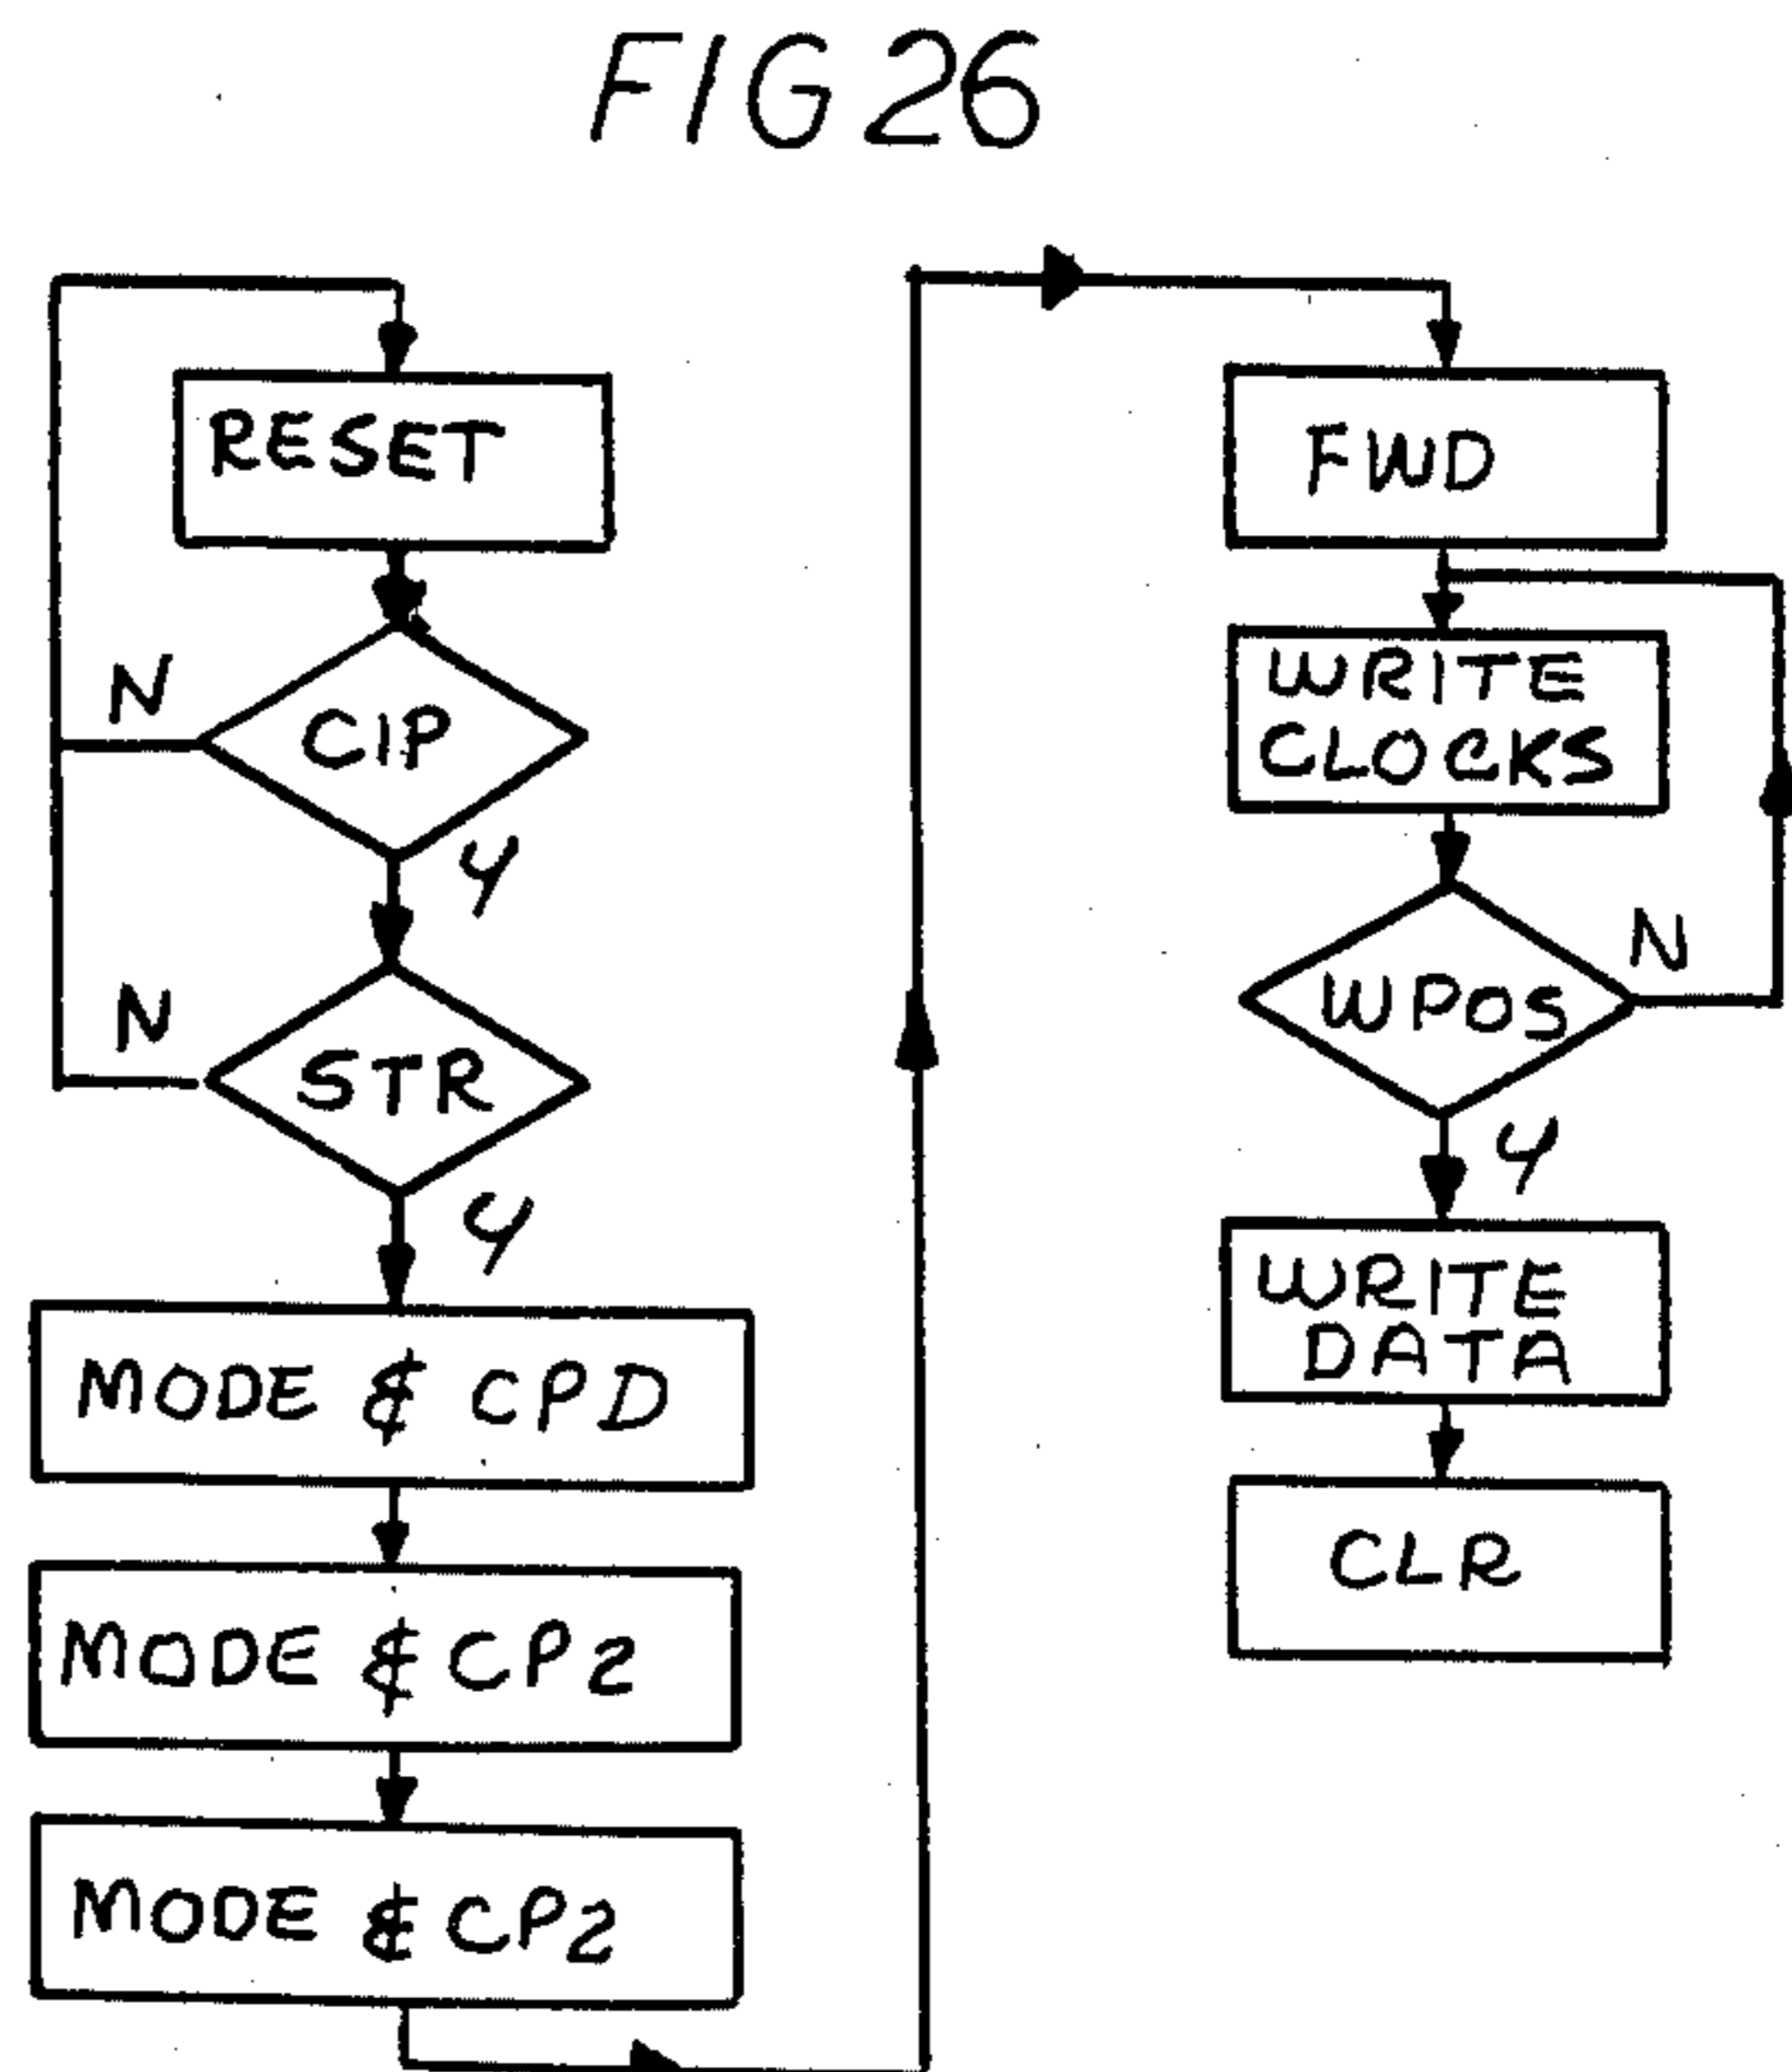 FIG 26
RESET
N
CIP
Y
N
STR
Y
MODE & CPD
MODE & CP2
MODE & CP2
FWD
WRITE
CLOCKS
WPOS
N
Y
WRITE
DATA
CLR